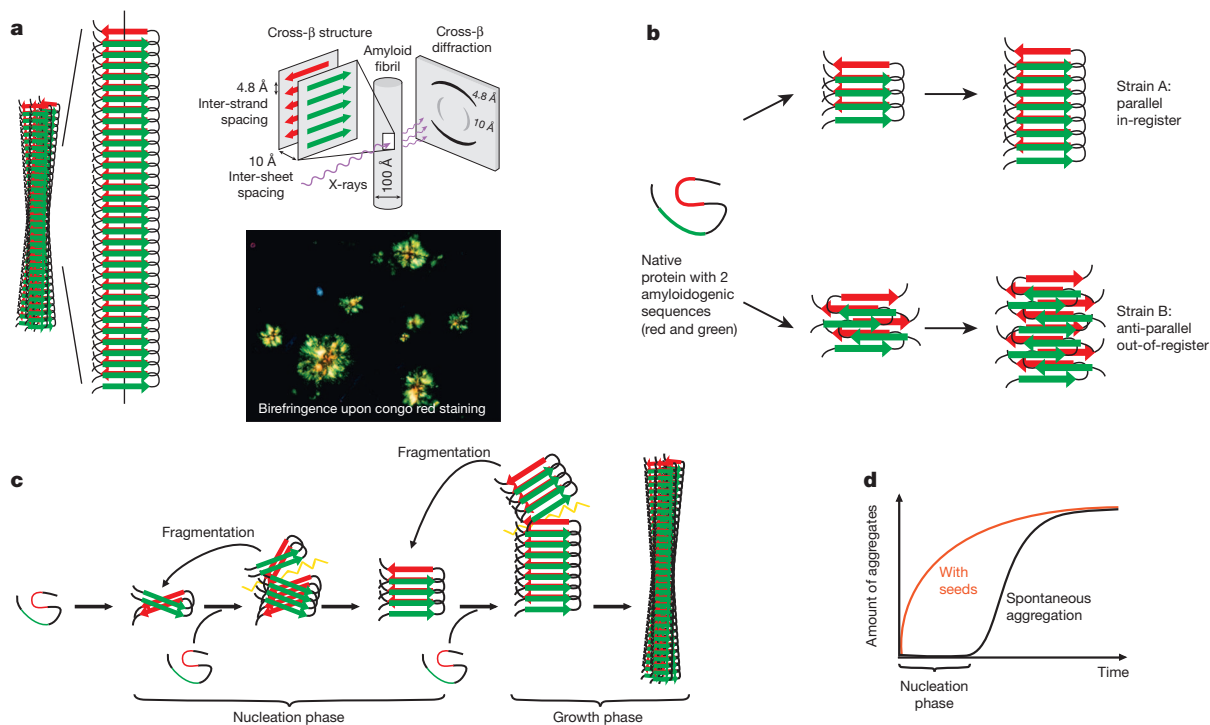 a
Cross-β structure
4.8 Å
Inter-strand
spacing
10 Å
Inter-sheet
spacing
X-rays
Amyloid
fibril
100 Å
Cross-β
diffraction
4.8 Å
10 Å
Birefringence upon congo red staining
b
Native
protein with 2
amyloidogenic
sequences
(red and green)
Strain A:
parallel
in-register
Strain B:
anti-parallel
out-of-register
c
Fragmentation
Fragmentation
Nucleation phase
Growth phase
d
Amount of aggregates
With
seeds
Spontaneous
aggregation
Time
Nucleation
phase